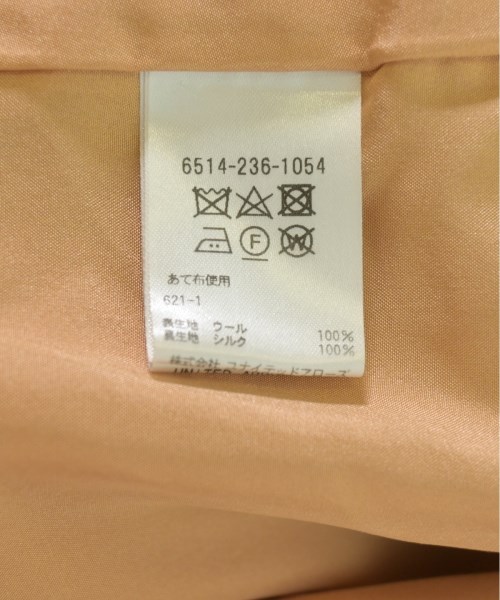 6514-236-1054
F
W
あて布使用
621-1
表生地 ウール 100%
裏生地 シルク 100%
株式会社 ユナイテッドアローズ
UNITED